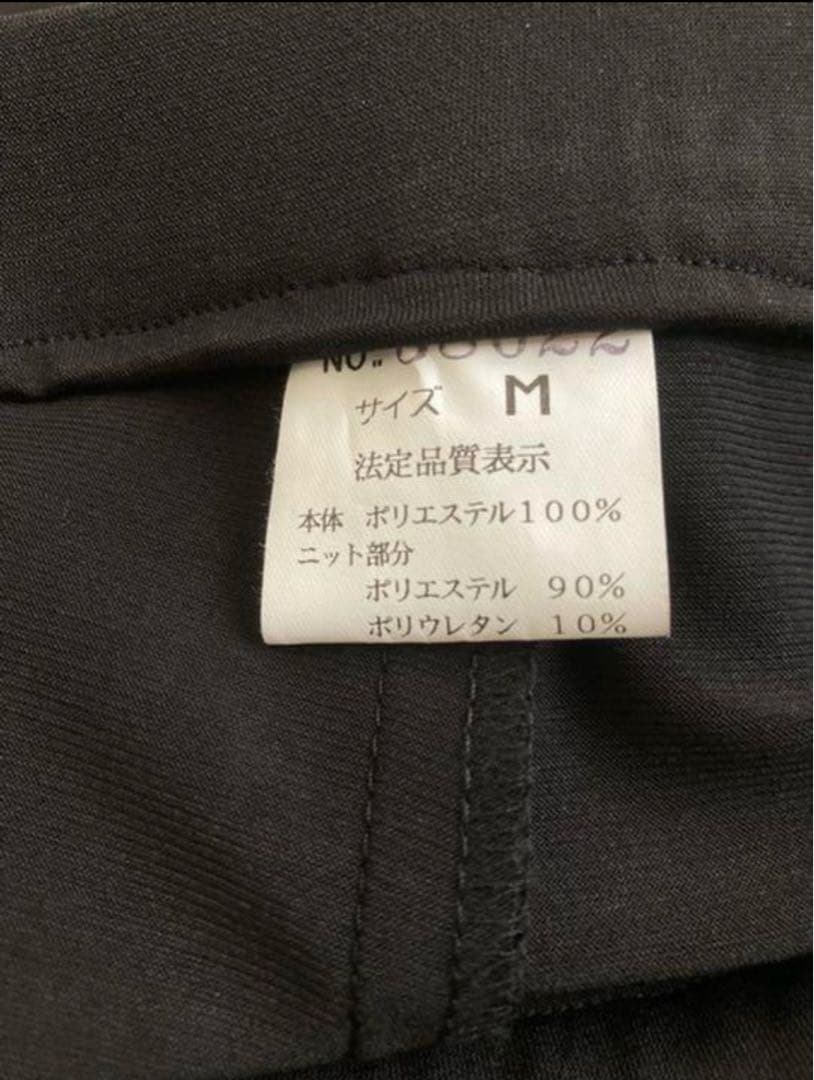 NO.
サイズ M
法定品質表示
本体 ポリエステル100%
ニット部分
ポリエステル 90%
ポリウレタン 10%